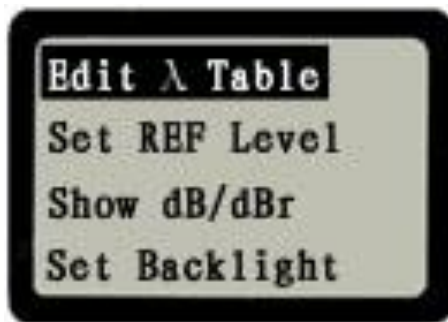 Edit λ Table
Set REF Level
Show dB/dBr
Set Backlight